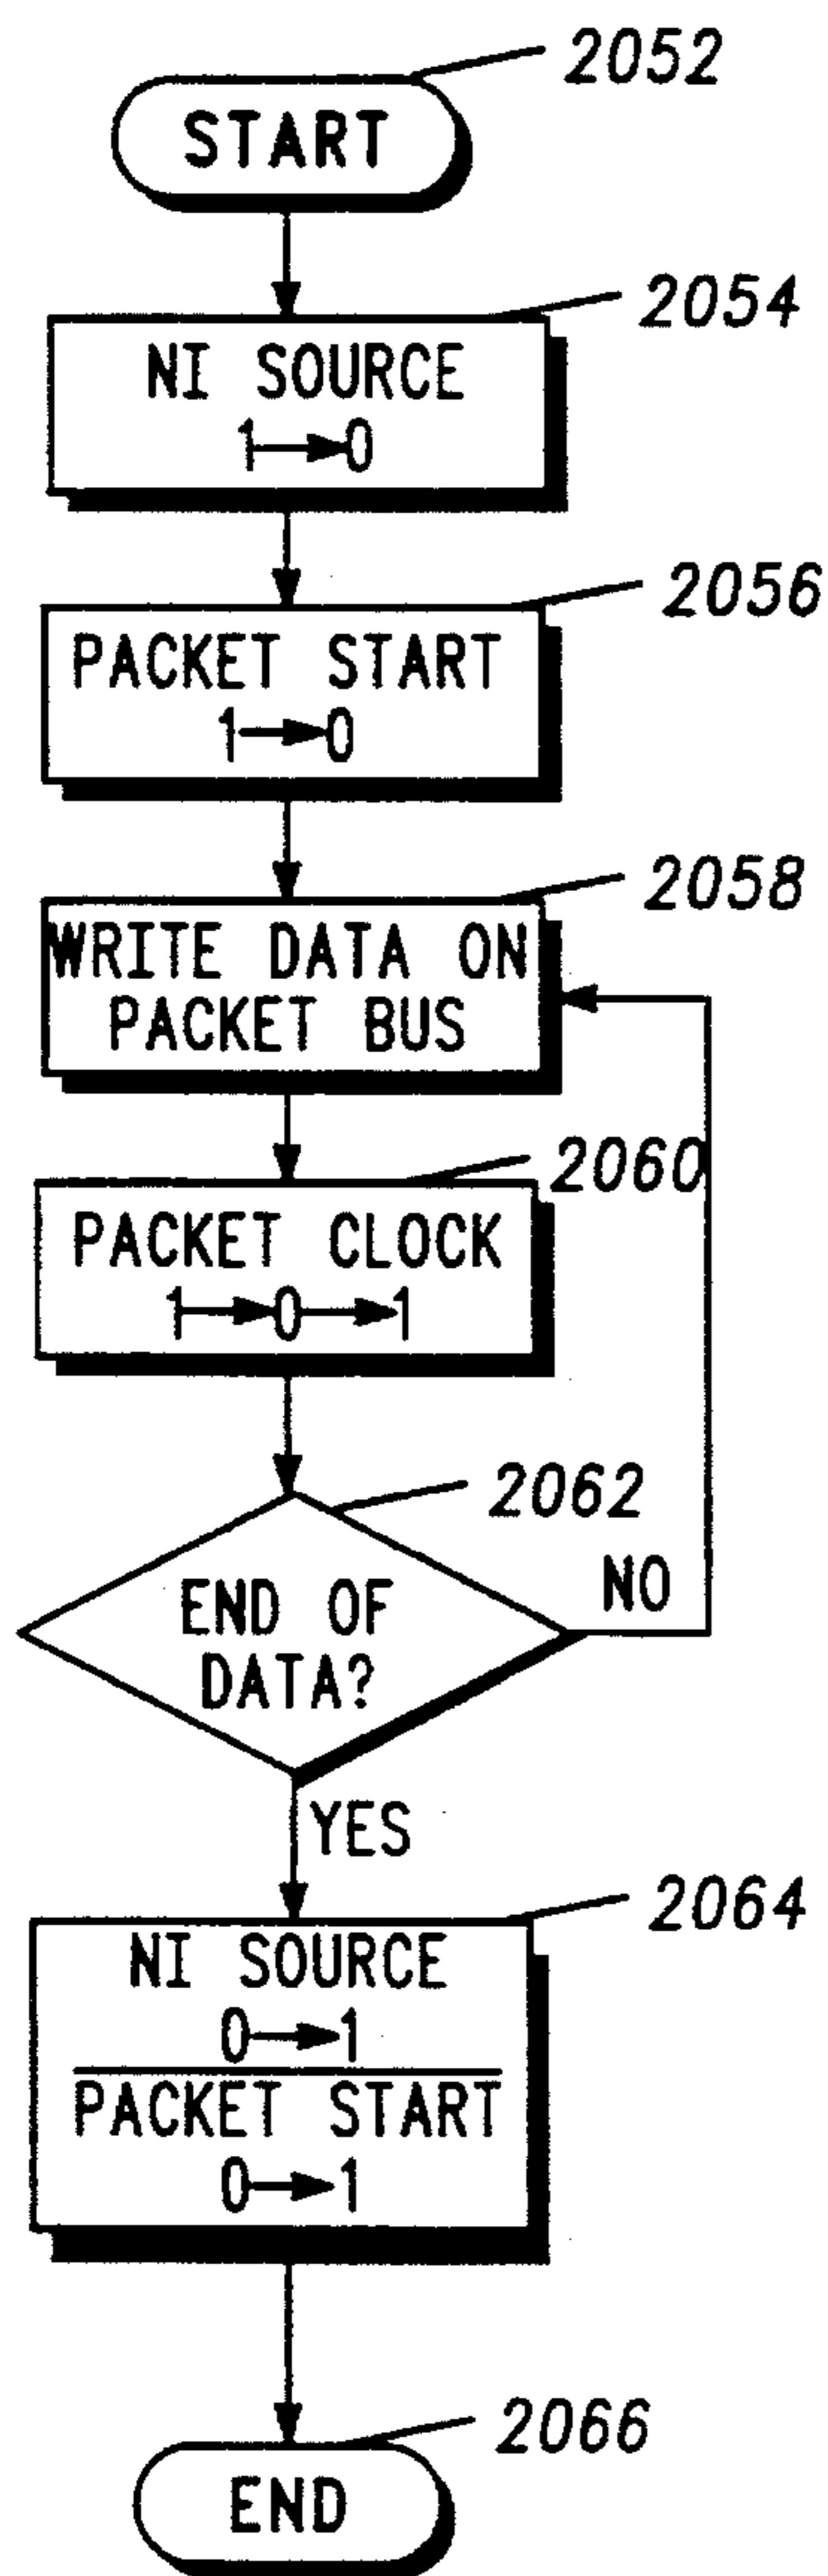 2052
START
2054
NI SOURCE
1→0
2056
PACKET START
1→0
2058
WRITE DATA ON
PACKET BUS
2060
PACKET CLOCK
1→0→1
2062
END OF
DATA?
NO
YES
2064
NI SOURCE
0→1
PACKET START
0→1
2066
END